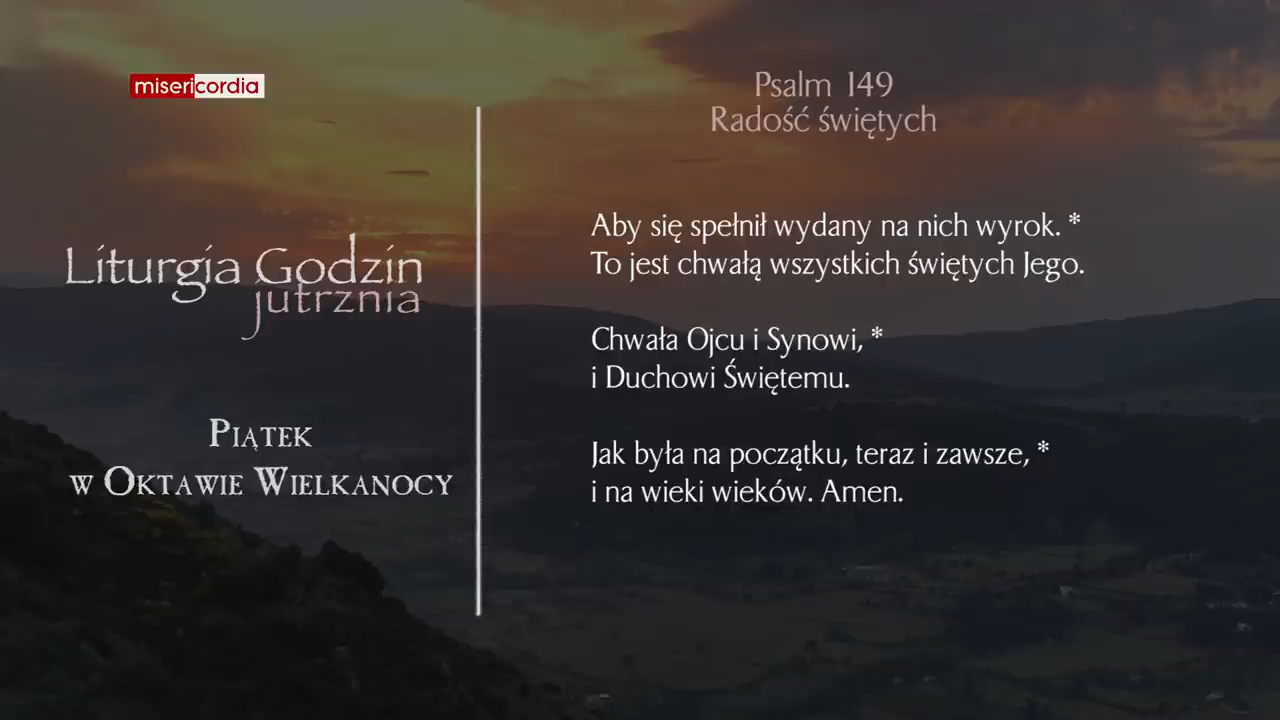 misericordia
Liturgia Godzin
jutrznia
Piątek
w Oktawie Wielkanocy
Psalm 149
Radość świętych
Aby się spełnił wydany na nich wyrok. *
To jest chwałą wszystkich świętych Jego.
Chwała Ojcu i Synowi, *
i Duchowi Świętemu.
Jak była na początku, teraz i zawsze, *
i na wieki wieków. Amen.